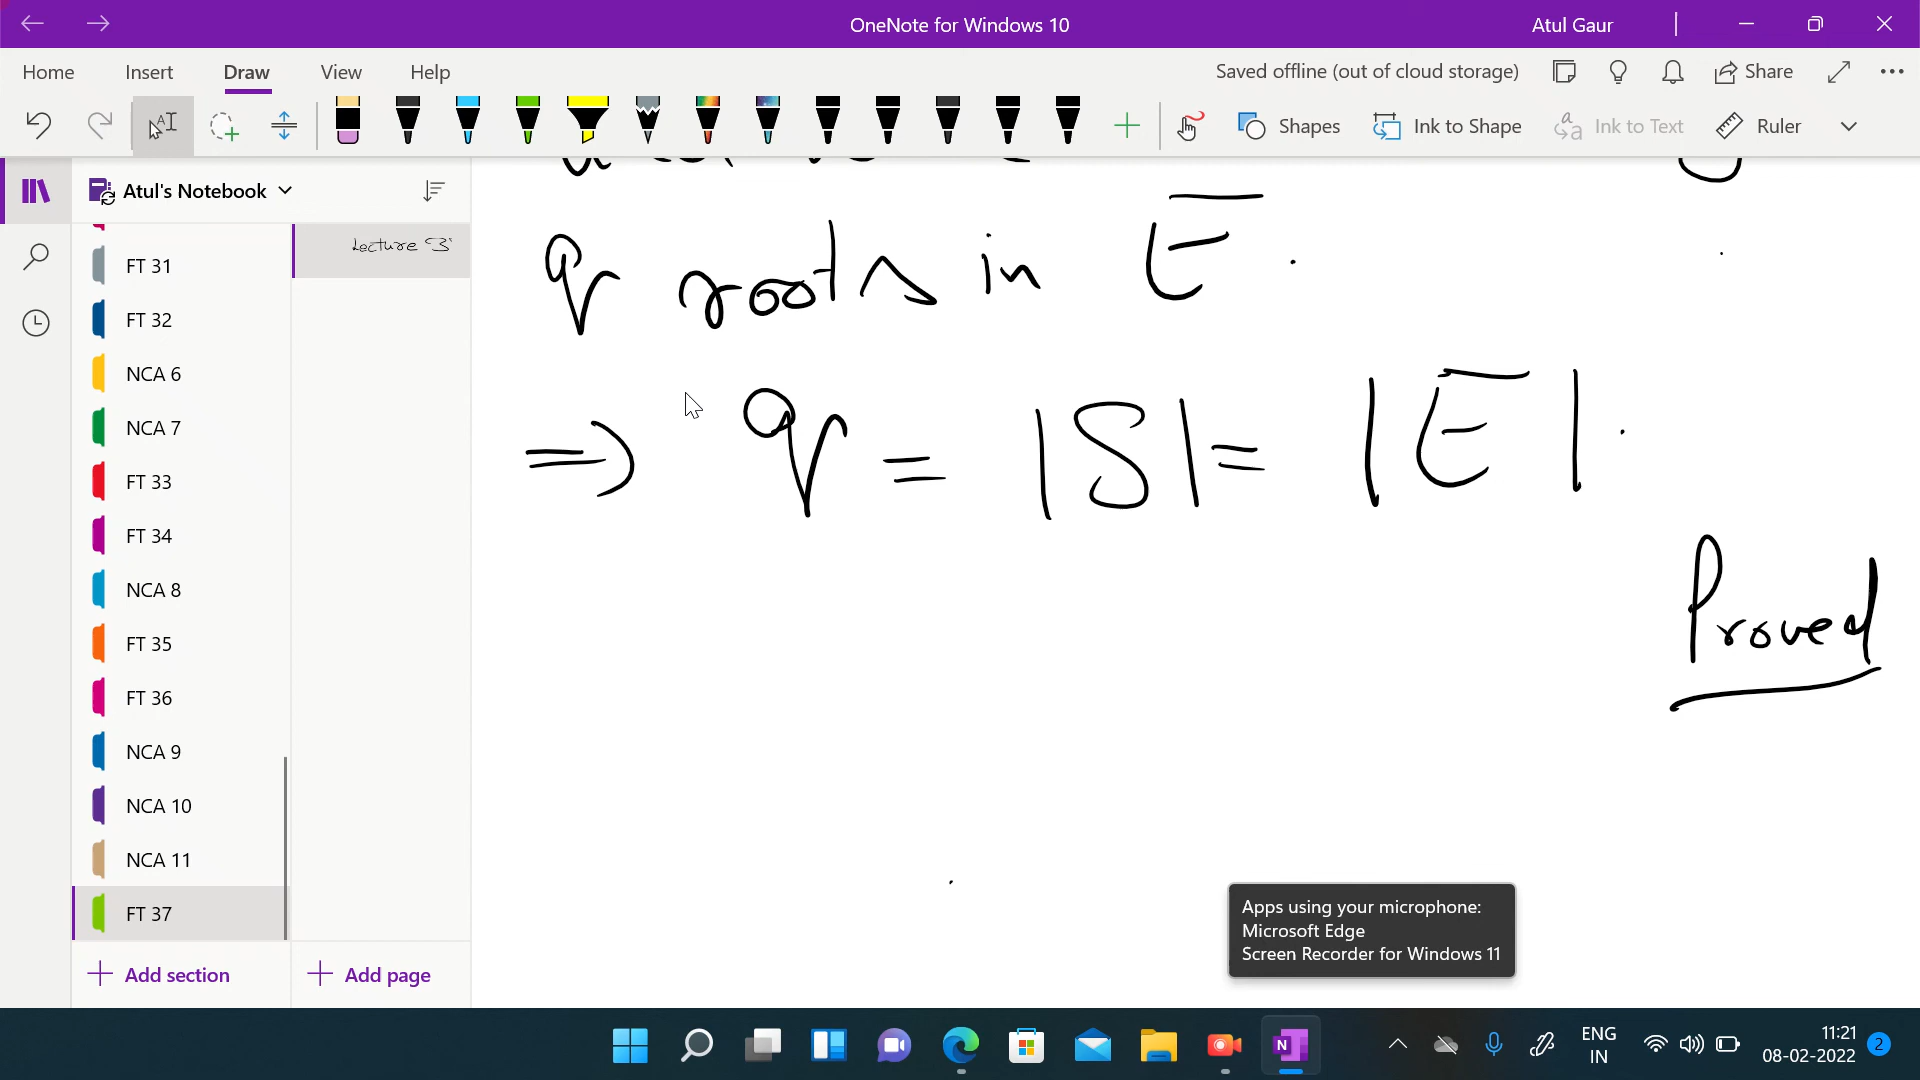 OneNote for Windows 10
Atul Gaur
Home Insert Draw View Help
Saved offline (out of cloud storage)
Share
Shapes
Ink to Shape
Ink to Text
Ruler
Atul's Notebook
FT 31
FT 32
NCA 6
NCA 7
FT 33
FT 34
NCA 8
FT 35
FT 36
NCA 9
NCA 10
NCA 11
FT 37
Add section
Lecture 3
Add page
q roots in E̅ .
⇒ q = |S| = |E̅| .
Proved
Apps using your microphone:
Microsoft Edge
Screen Recorder for Windows 11
ENG
IN
11:21
08-02-2022
2